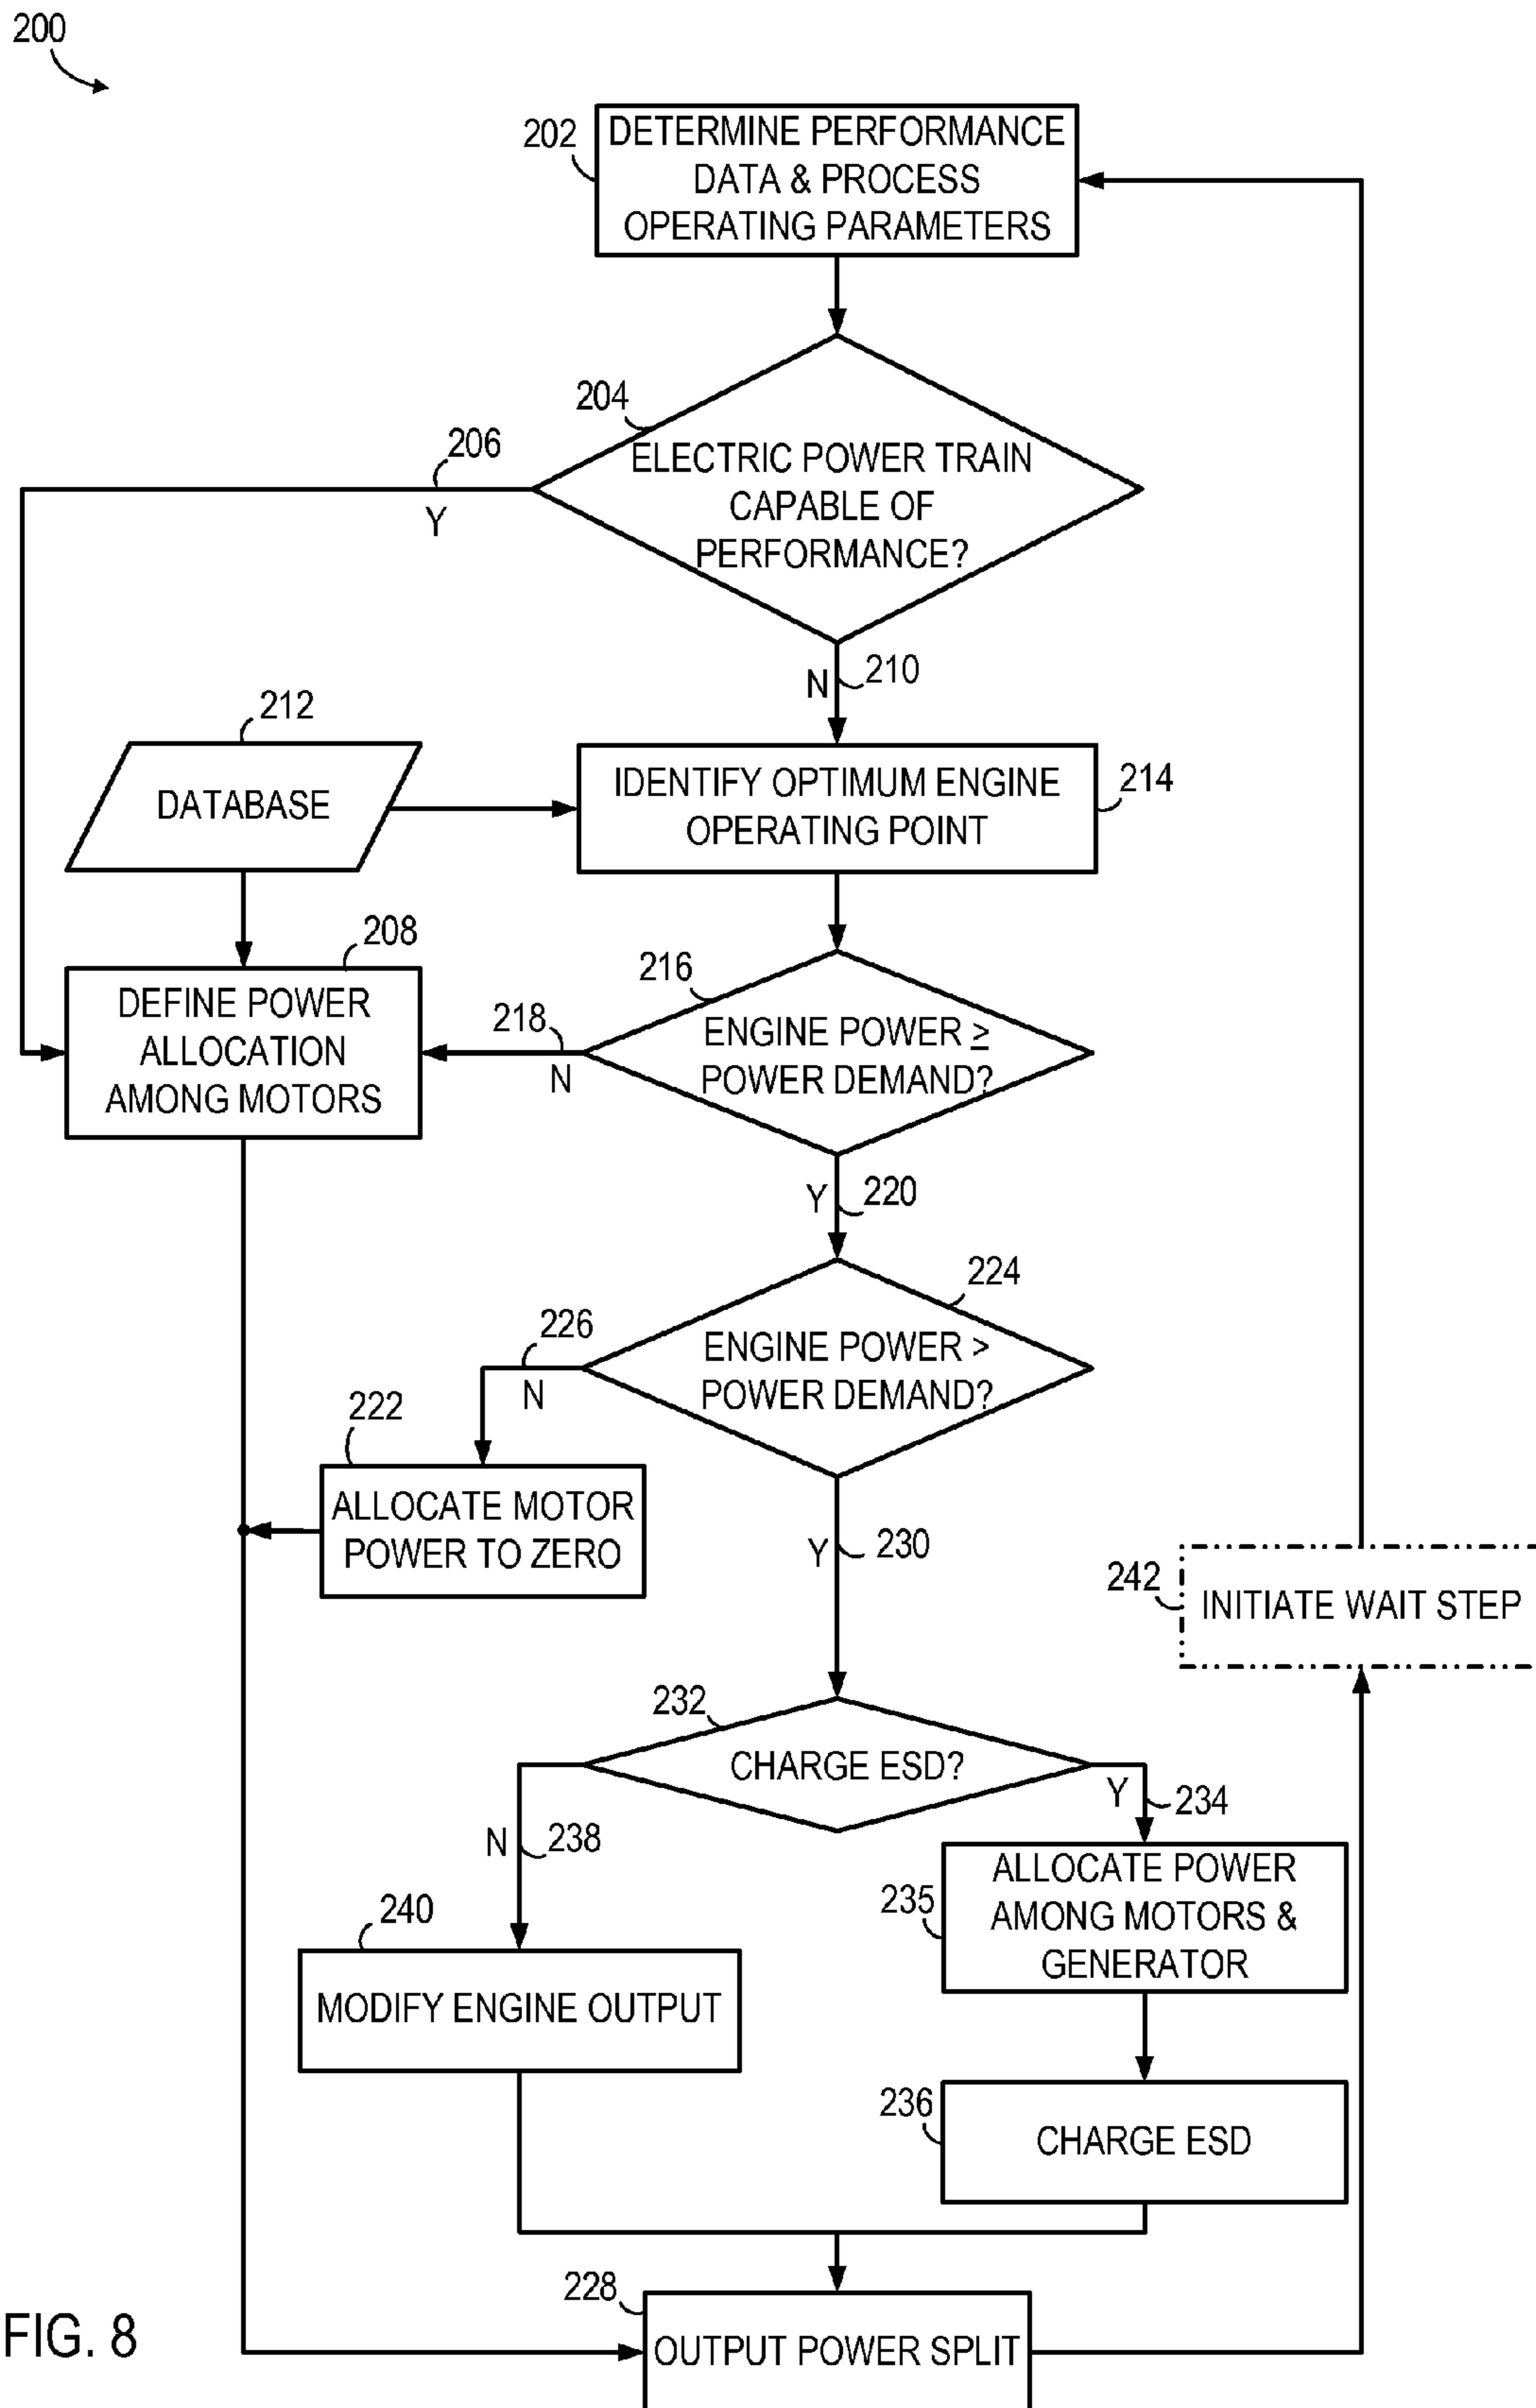 200
202
DETERMINE PERFORMANCE
DATA & PROCESS
OPERATING PARAMETERS
204
ELECTRIC POWER TRAIN
CAPABLE OF
PERFORMANCE?
206
Y
N
210
212
DATABASE
IDENTIFY OPTIMUM ENGINE
OPERATING POINT
214
208
DEFINE POWER
ALLOCATION
AMONG MOTORS
216
218
N
ENGINE POWER ≥
POWER DEMAND?
Y
220
224
226
N
ENGINE POWER >
POWER DEMAND?
222
ALLOCATE MOTOR
POWER TO ZERO
Y
230
242
INITIATE WAIT STEP
232
CHARGE ESD?
Y
234
N
238
235
ALLOCATE POWER
AMONG MOTORS &
GENERATOR
240
MODIFY ENGINE OUTPUT
236
CHARGE ESD
228
OUTPUT POWER SPLIT
FIG. 8